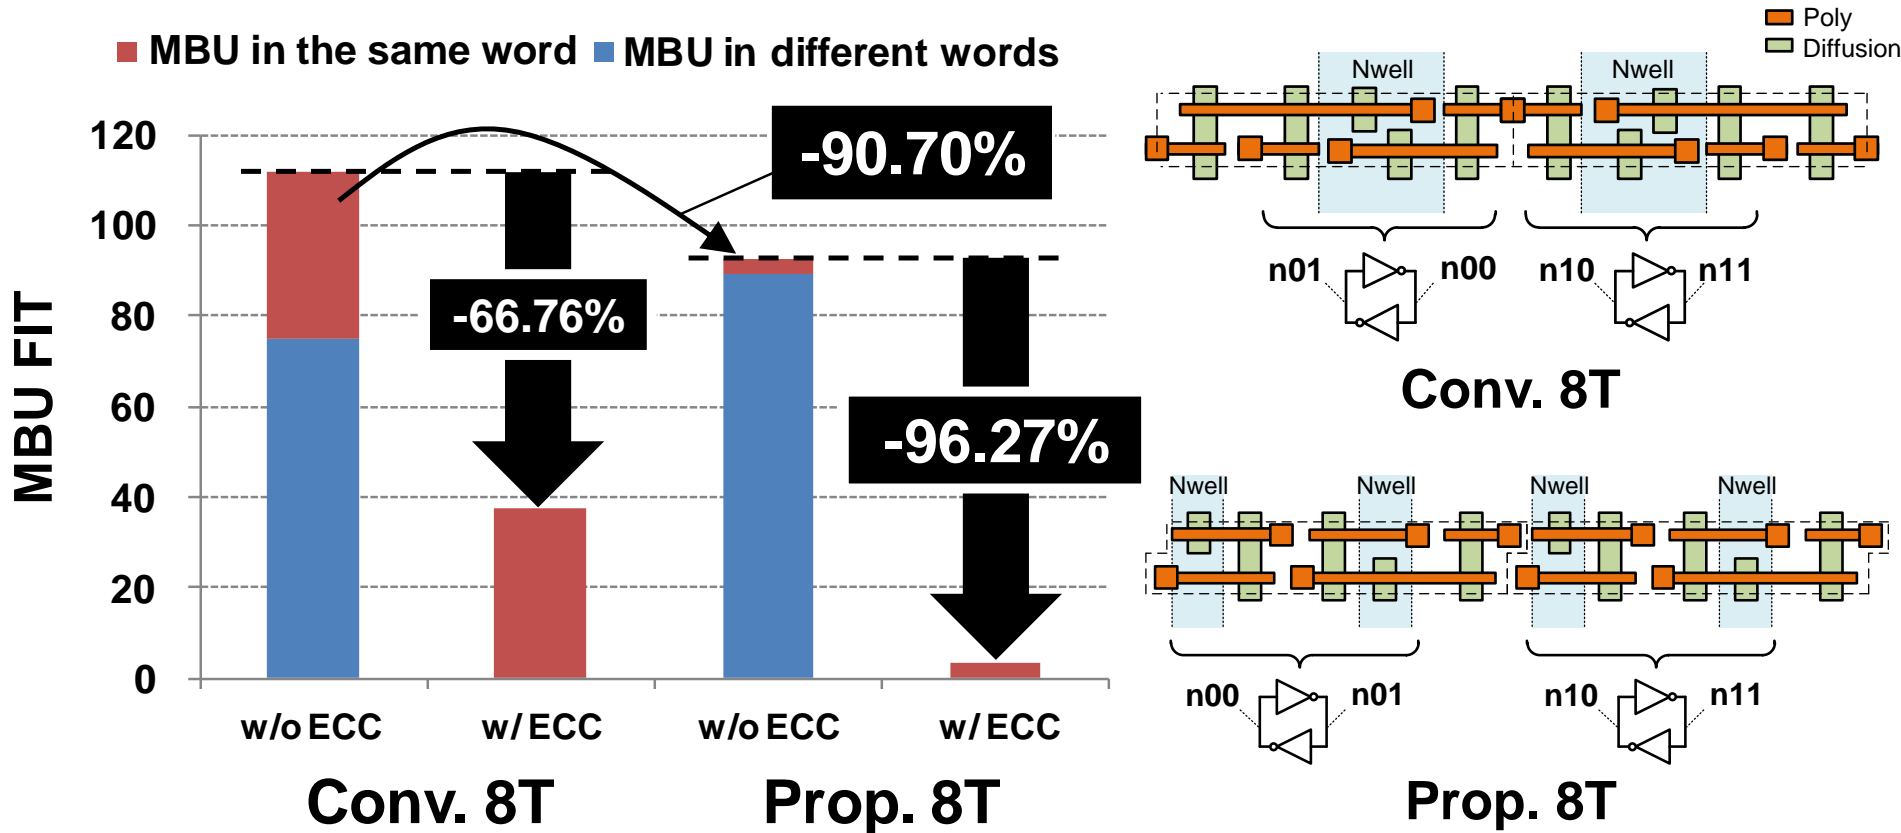 MBU in the same word MBU in different words
MBU FIT
120
100
80
60
40
20
0
-90.70%
-66.76%
-96.27%
w/o ECC w/ ECC w/o ECC w/ ECC
Conv. 8T Prop. 8T
Poly
Diffusion
Nwell Nwell
n01 n00 n10 n11
Conv. 8T
Nwell Nwell Nwell Nwell
n00 n01 n10 n11
Prop. 8T